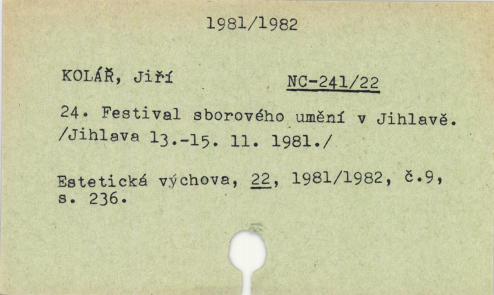 1981/1982
KOLÁŘ, Jiří NC-241/22
24. Festival sborového umění v Jihlavě.
/Jihlava 13.-15. 11. 1981./
Estetická výchova, 22, 1981/1982, č.9,
s. 236.